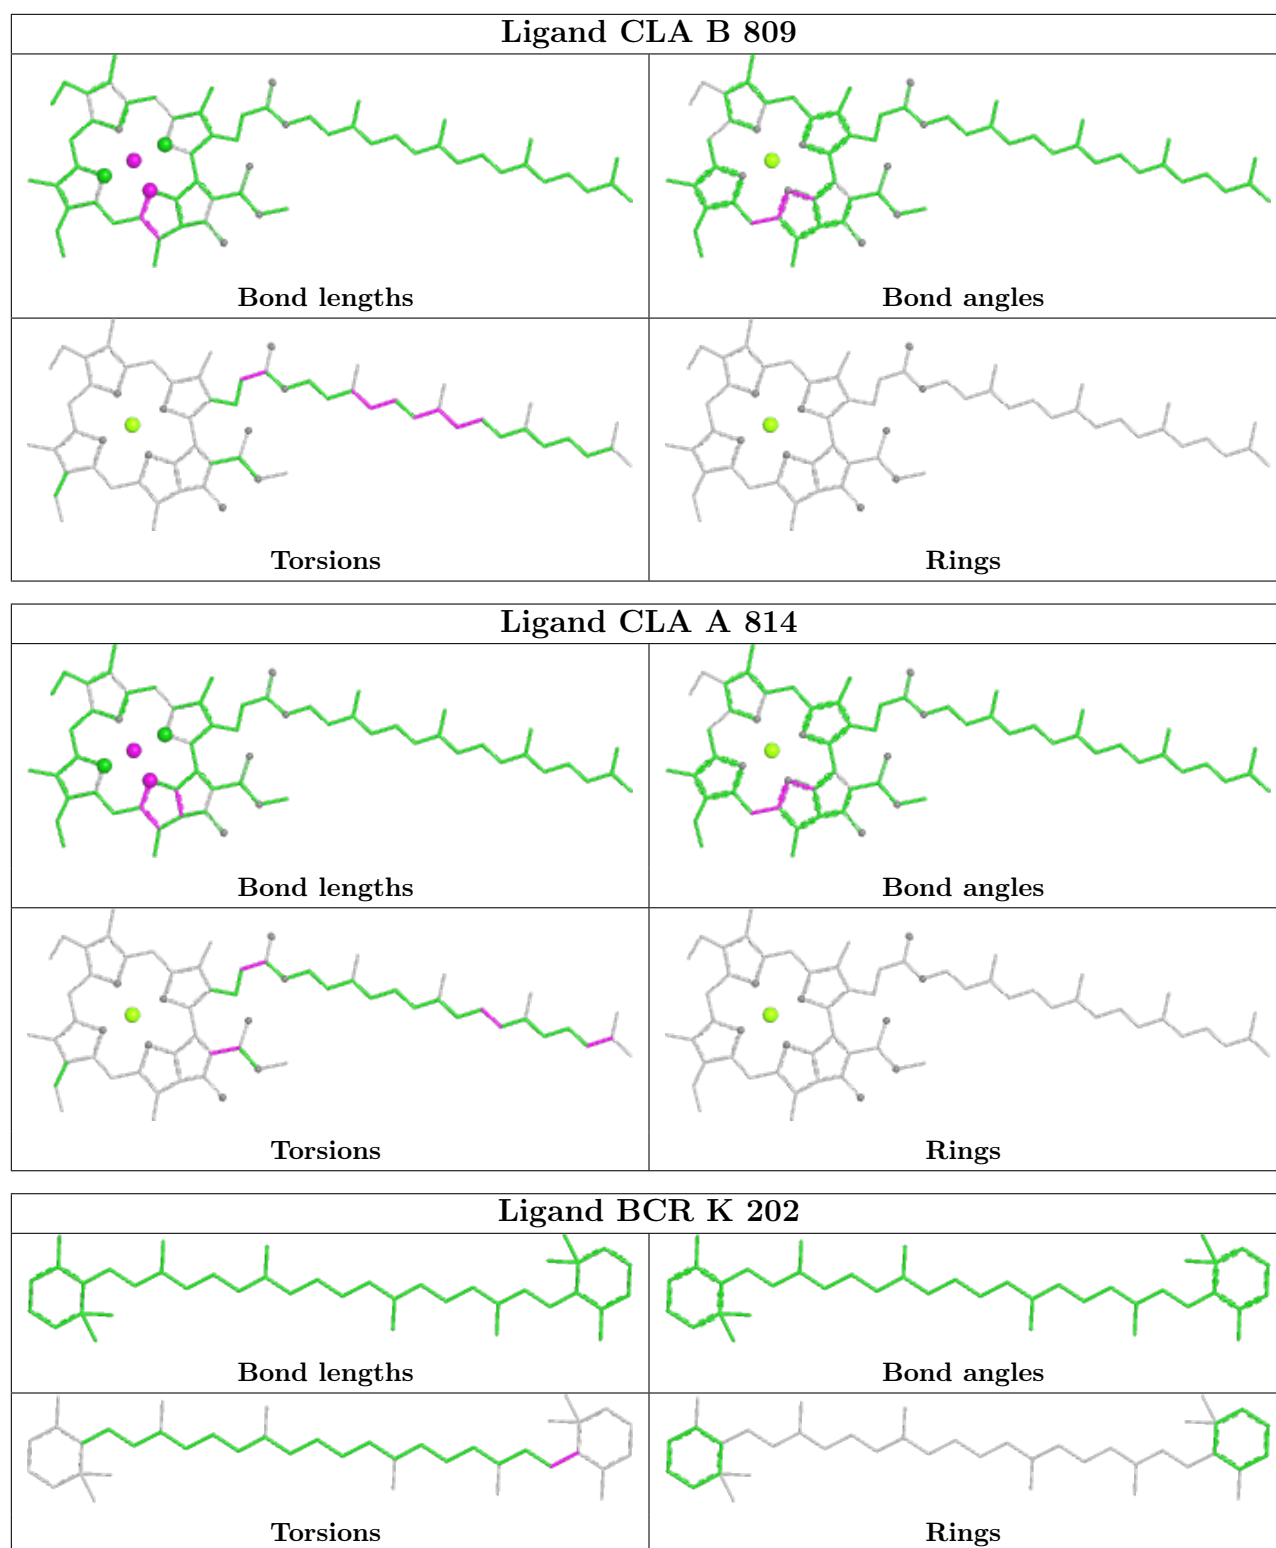 Ligand CLA B 809
Bond lengths
Bond angles
Torsions
Rings
Ligand CLA A 814
Bond lengths
Bond angles
Torsions
Rings
Ligand BCR K 202
Bond lengths
Bond angles
Torsions
Rings